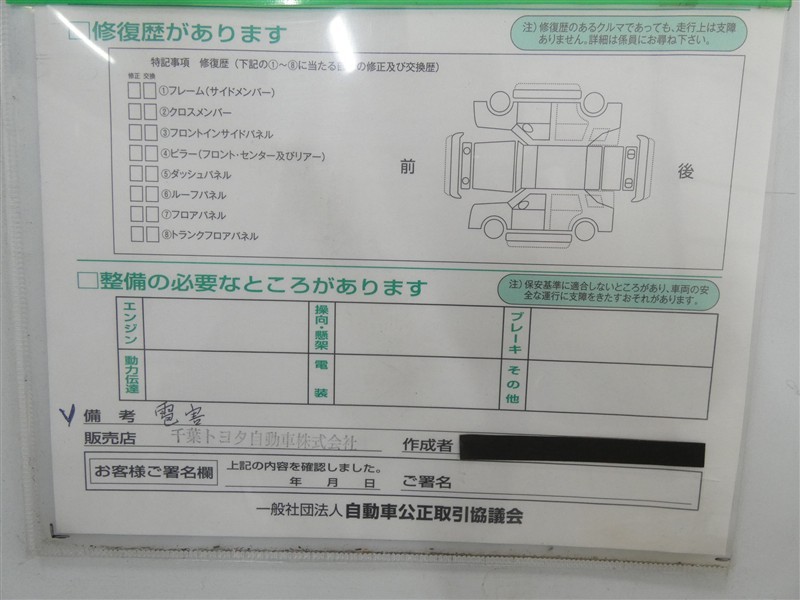 □修復歴があります
注）修復歴のあるクルマであっても、走行上は支障
ありません。詳細は係員にお尋ね下さい。
特記事項 修復歴（下記の①～⑧に当たる の修正及び交換歴）
修正 交換
①フレーム（サイドメンバー）
②クロスメンバー
③フロントインサイドパネル
④ピラー（フロント・センター及びリアー）
⑤ダッシュパネル
⑥ルーフパネル
⑦フロアパネル
⑧トランクフロアパネル
前
後
□整備の必要なところがあります
注）保安基準に適合しないところがあり、車両の安
全な運行に支障をきたすおそれがあります。
エンジン
操向・懸架
ブレーキ
動力伝達
電装
その他
備考 雹害
販売店 千葉トヨタ自動車株式会社 作成者
お客様ご署名欄
上記の内容を確認しました。
年 月 日
ご署名
一般社団法人 自動車公正取引協議会